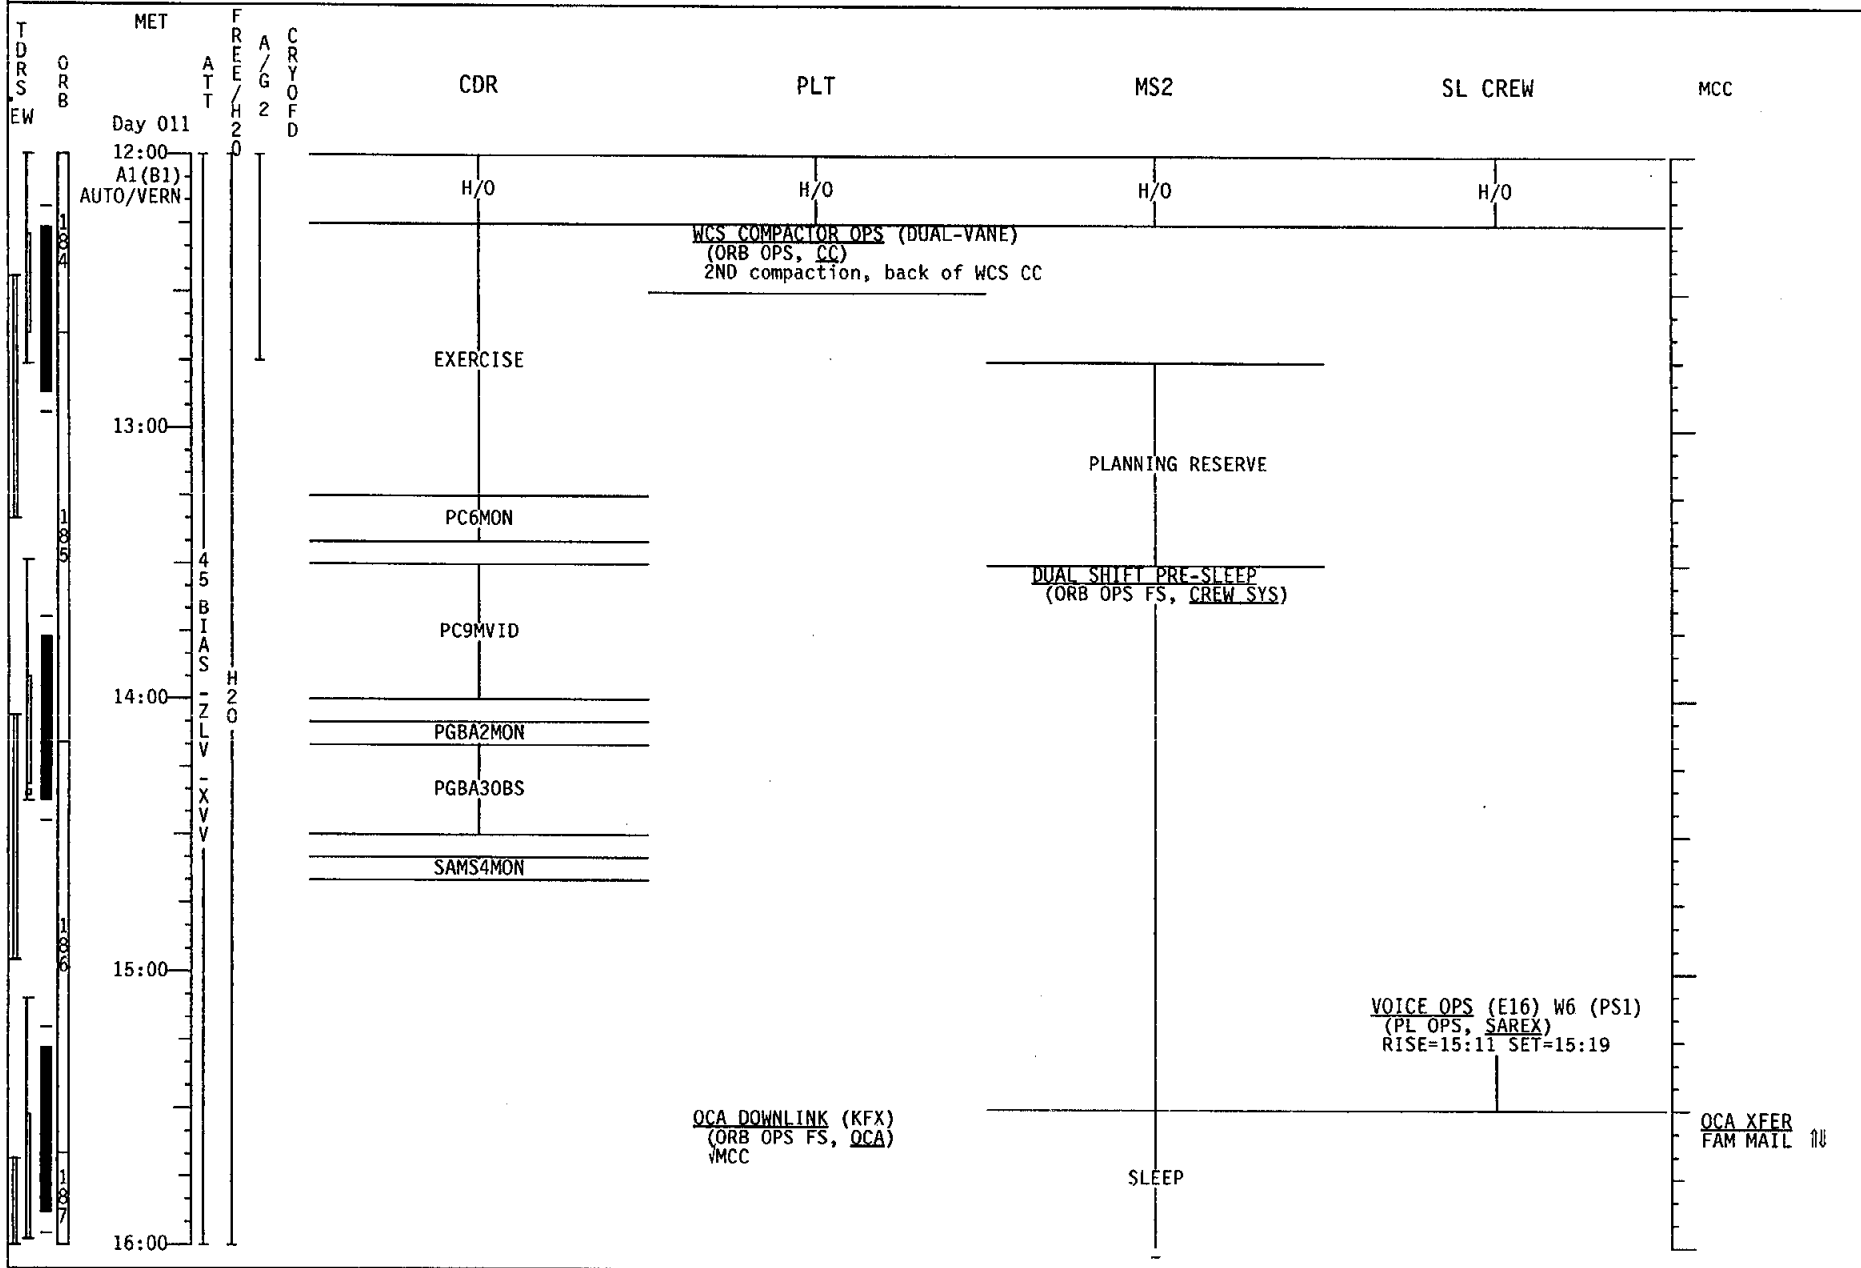 MET
TDRS
EW
ORB
ATT
FREE/H20
A/G 2
CRYOFD
CDR
PLT
MS2
SL CREW
MCC
Day 011
12:00
A1(B1)
AUTO/VERN
H/O
H/O
H/O
H/O
184
WCS COMPACTOR OPS (DUAL-VANE)
(ORB OPS, CC)
2ND compaction, back of WCS CC
EXERCISE
13:00
PLANNING RESERVE
185
PC6MON
45 BIAS -ZLV -XVV
DUAL SHIFT PRE-SLEEP
(ORB OPS FS, CREW SYS)
PC9MVID
H20
14:00
PGBA2MON
PGBA3OBS
SAMS4MON
186
15:00
VOICE OPS (E16) W6 (PS1)
(PL OPS, SAREX)
RISE=15:11 SET=15:19
OCA DOWNLINK (KFX)
(ORB OPS FS, OCA)
√MCC
OCA XFER
FAM MAIL ⇑⇓
SLEEP
187
16:00